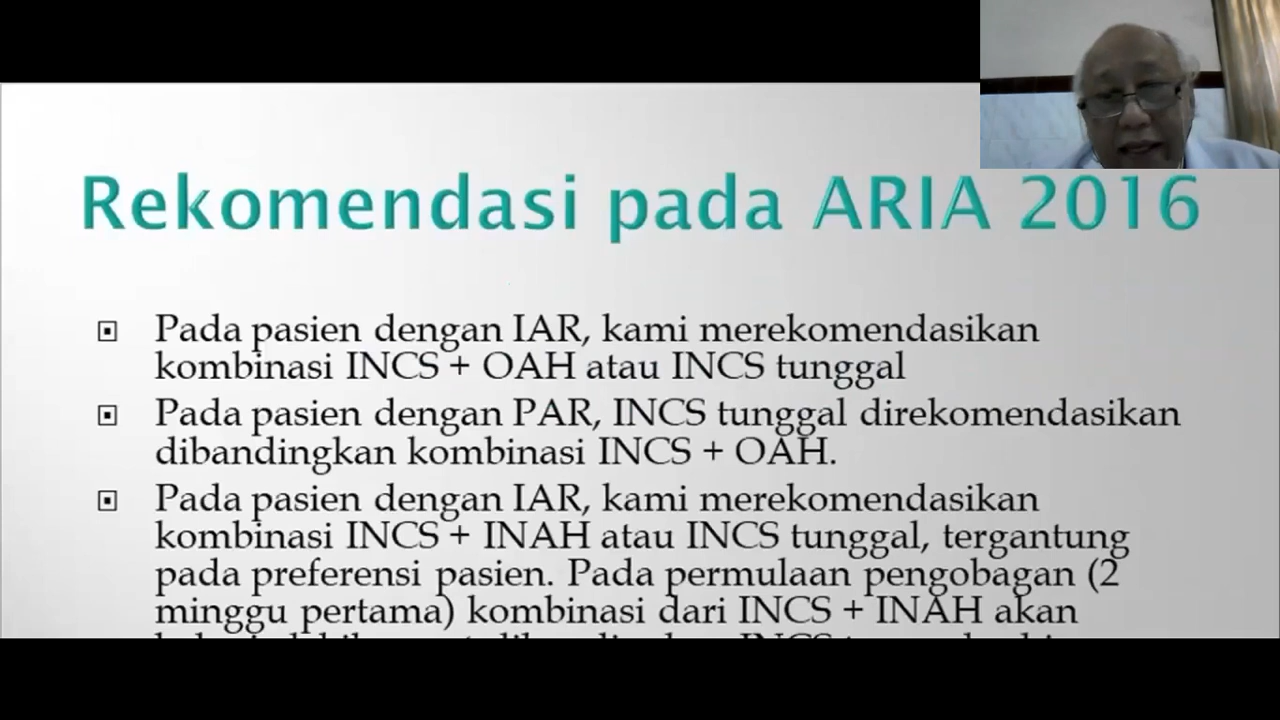 Rekomendasi pada ARIA 2016
Pada pasien dengan IAR, kami merekomendasikan
kombinasi INCS + OAH atau INCS tunggal
Pada pasien dengan PAR, INCS tunggal direkomendasikan
dibandingkan kombinasi INCS + OAH.
Pada pasien dengan IAR, kami merekomendasikan
kombinasi INCS + INAH atau INCS tunggal, tergantung
pada preferensi pasien. Pada permulaan pengobagan (2
minggu pertama) kombinasi dari INCS + INAH akan